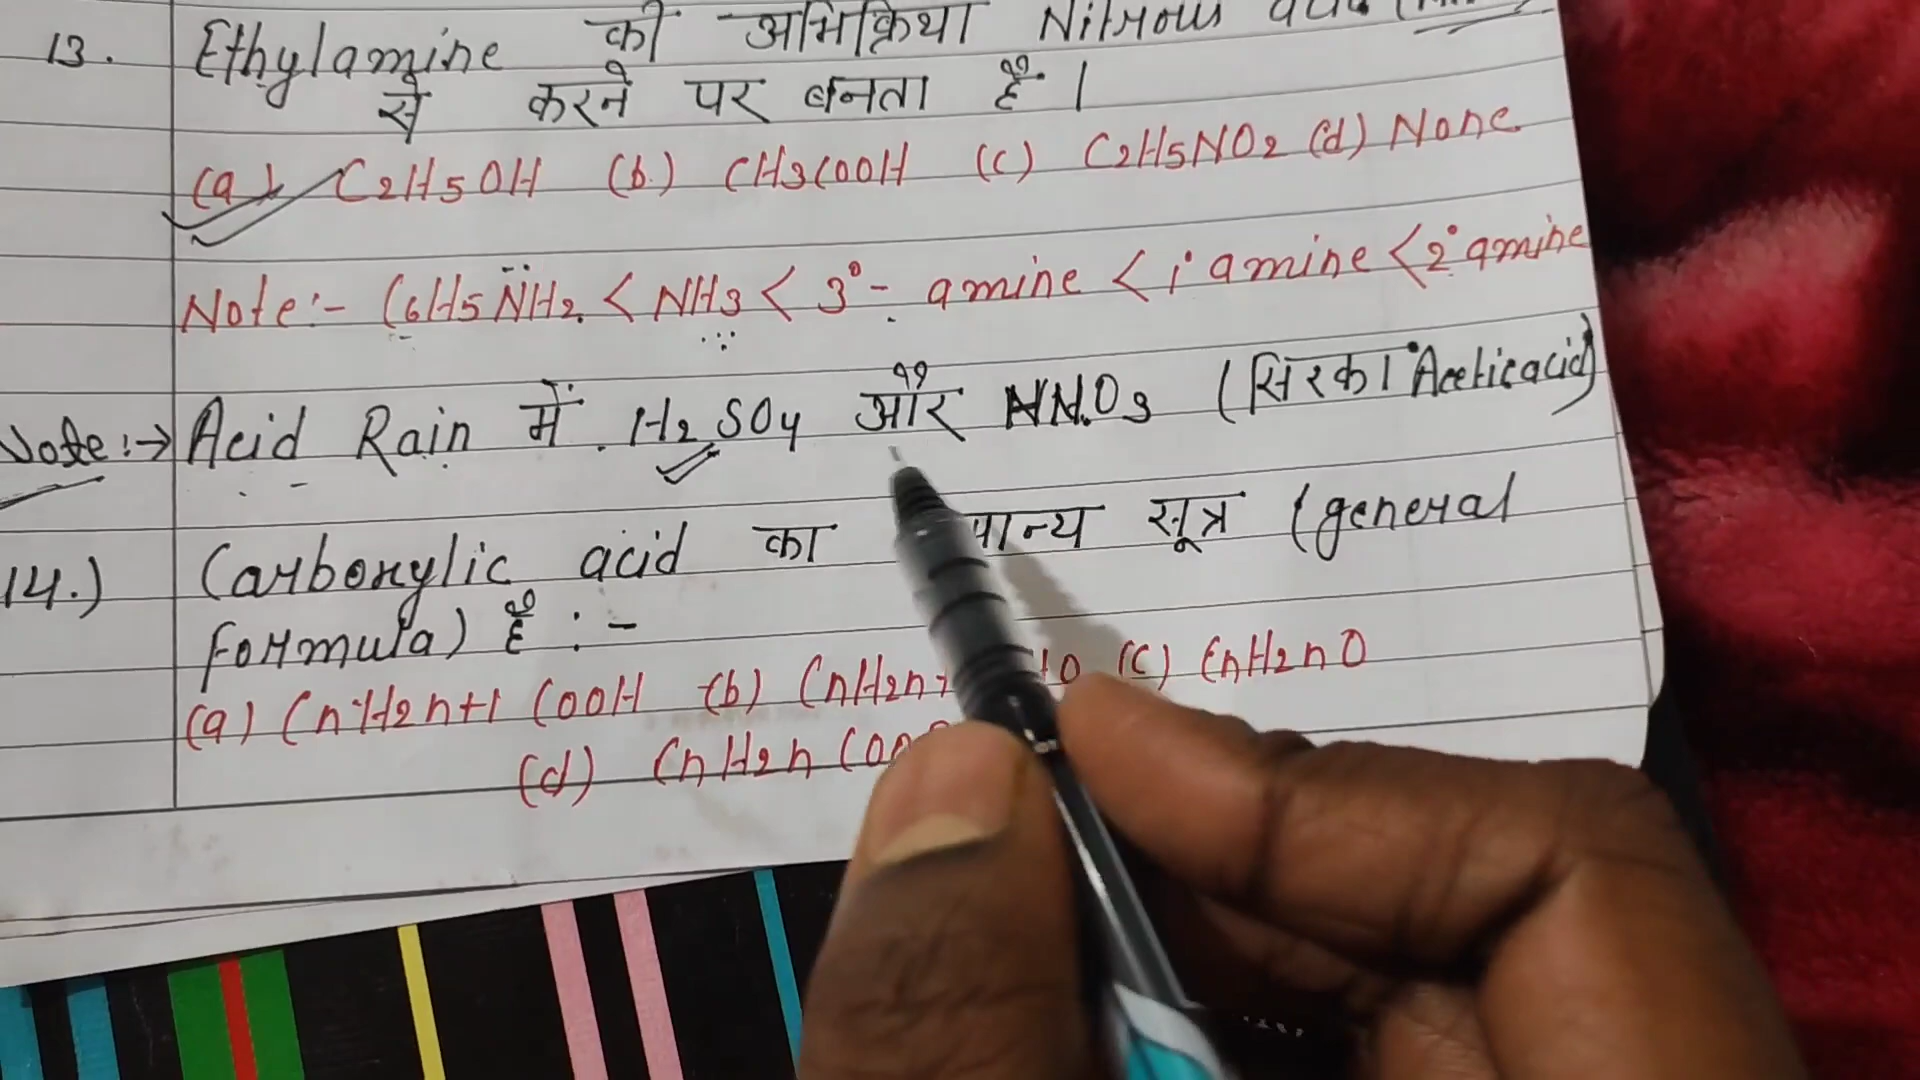 13. Ethylamine की अभिक्रिया Nitrous
से करने पर बनता है ।
(a) C2H5OH (b.) CH3COOH (c) C2H5NO2 (d) None
Note:- C6H5NH2 < NH3 < 3°- amine < 1° amine < 2° amine
Note:→ Acid Rain में H2SO4 और HNO3 (सिरका Acetic acid)
14.) Carboxylic acid का मान्य सूत्र (general
formula) है :-
(a) CnH2n+1 COOH (b) CnH2n+ (c) CnH2nO
(d) CnH2n